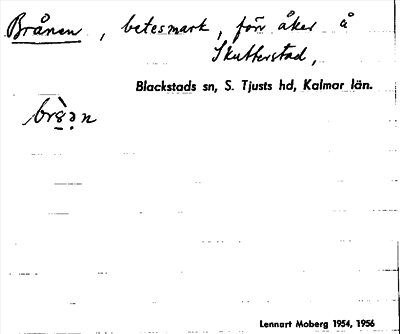 Brånen, betesmark, förr åker å
Skutterstad,
Blackstads sn, S. Tjusts hd, Kalmar län.
Lennart Moberg 1954, 1956